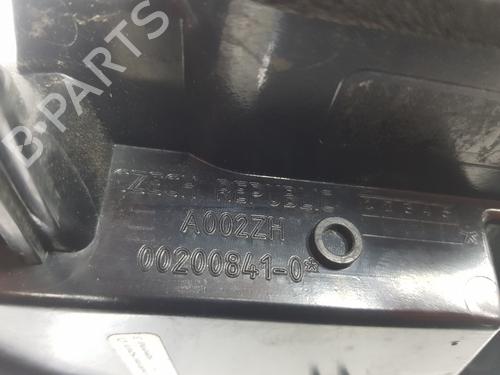 B-PARTS
CZECH REPUBLIC
A002ZH
00200841-0*